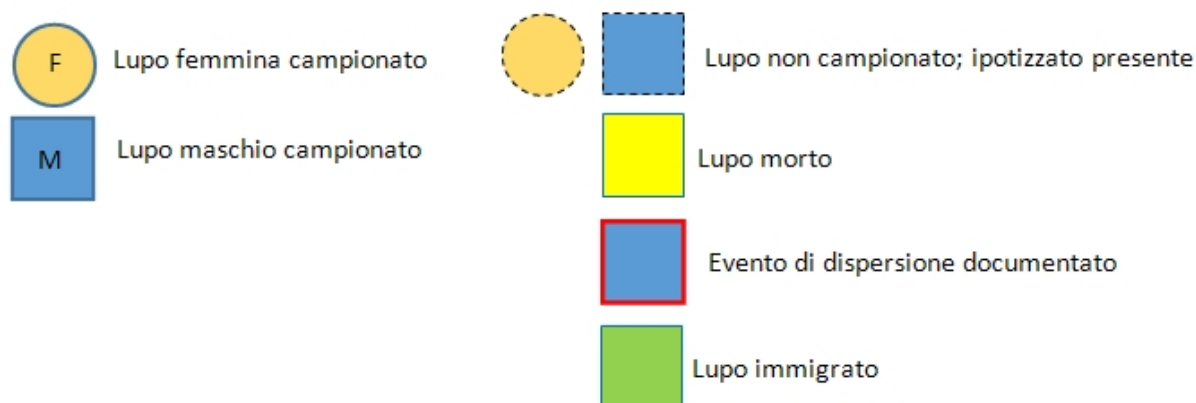 F
Lupo femmina campionato
M
Lupo maschio campionato
Lupo non campionato; ipotizzato presente
Lupo morto
Evento di dispersione documentato
Lupo immigrato